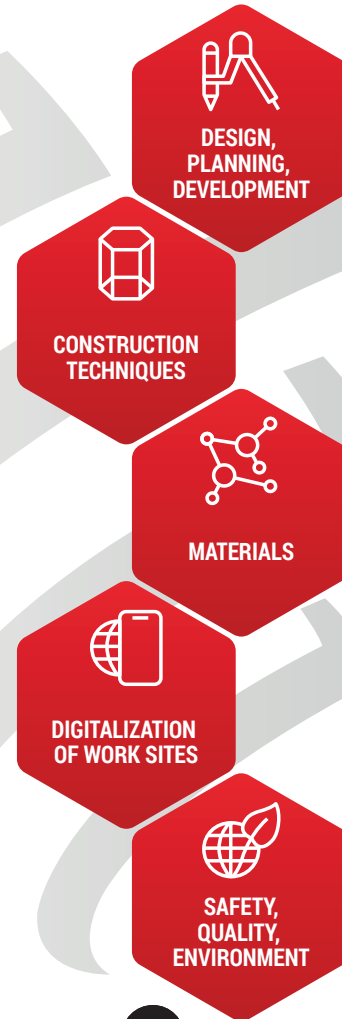 DESIGN,
PLANNING,
DEVELOPMENT
CONSTRUCTION
TECHNIQUES
MATERIALS
DIGITALIZATION
OF WORK SITES
SAFETY,
QUALITY,
ENVIRONMENT